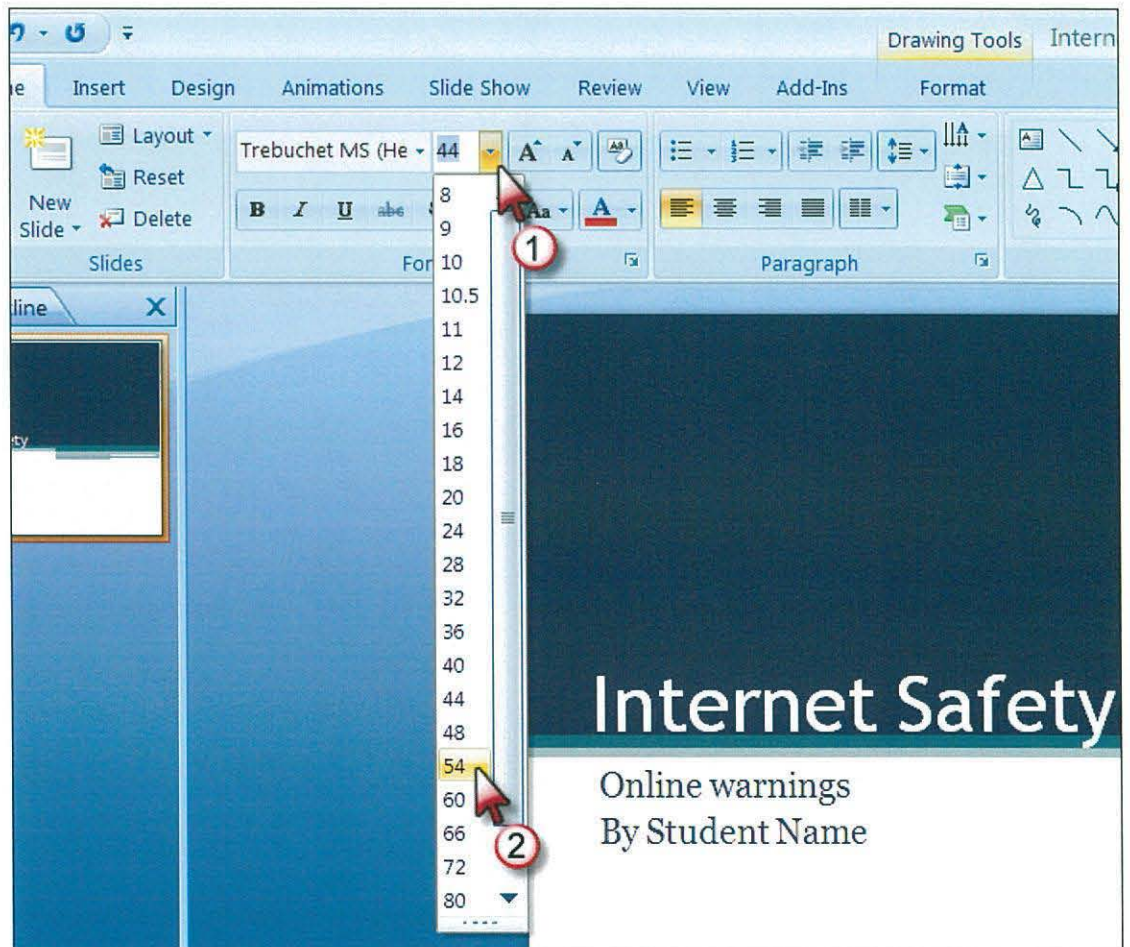 Drawing Tools Intern
Insert Design Animations Slide Show Review View Add-Ins Format
Layout
Reset
New
Slide
Delete
Slides
Trebuchet MS (He 44
B I U abc Aa A
Paragraph
8
9
10
10.5
11
12
14
16
18
20
24
28
32
36
40
44
48
54
60
66
72
80
1
2
Internet Safety
Online warnings
By Student Name